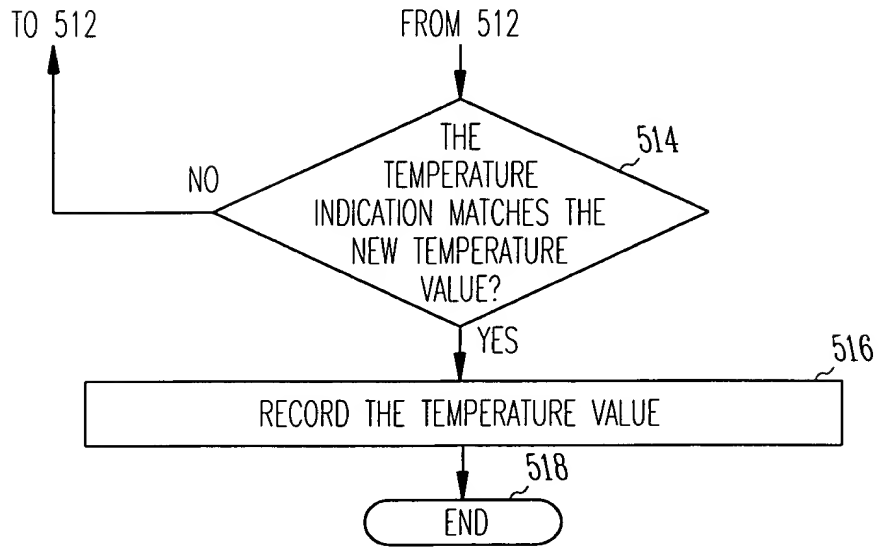 TO 512
FROM 512
514
THE
TEMPERATURE
INDICATION MATCHES THE
NEW TEMPERATURE
VALUE?
NO
YES
516
RECORD THE TEMPERATURE VALUE
518
END